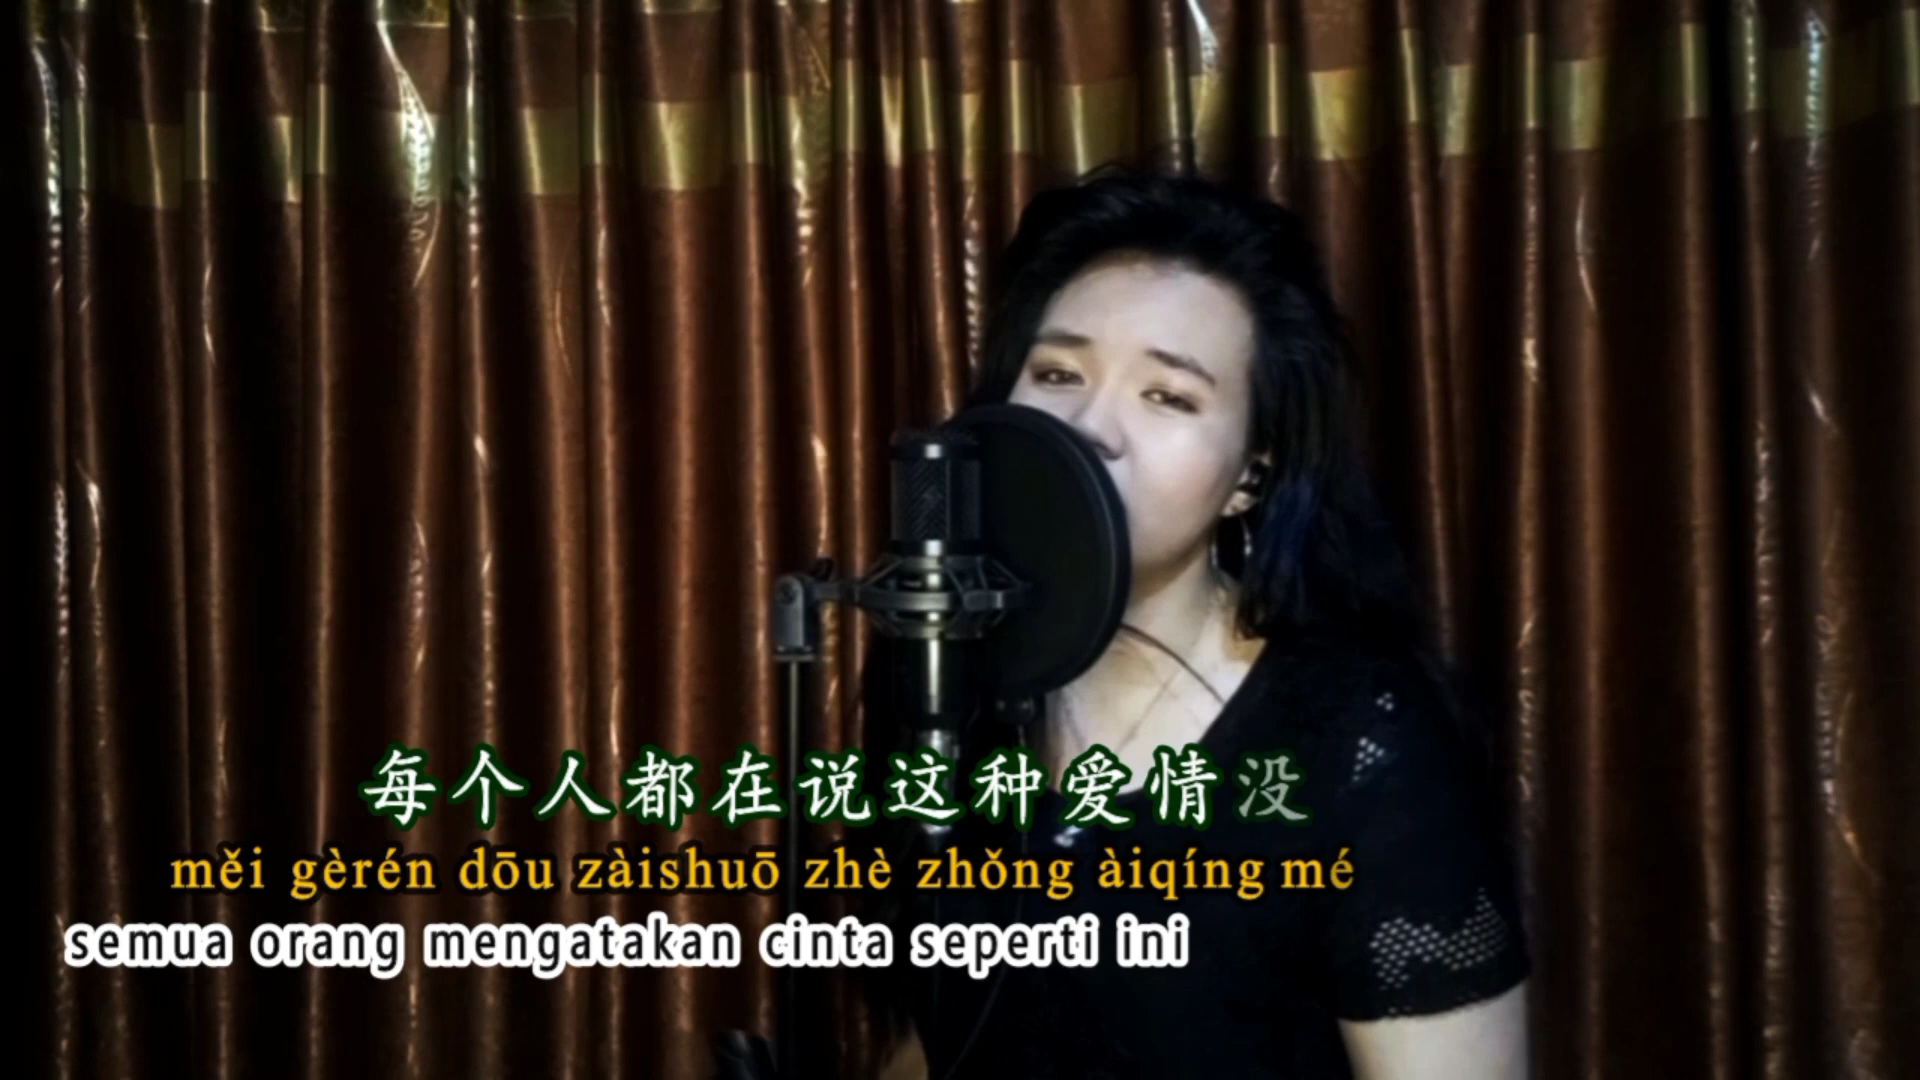 每个人都在说这种爱情没
měi gèrén dōu zàishuō zhè zhǒng àiqíng mé
semua orang mengatakan cinta seperti ini